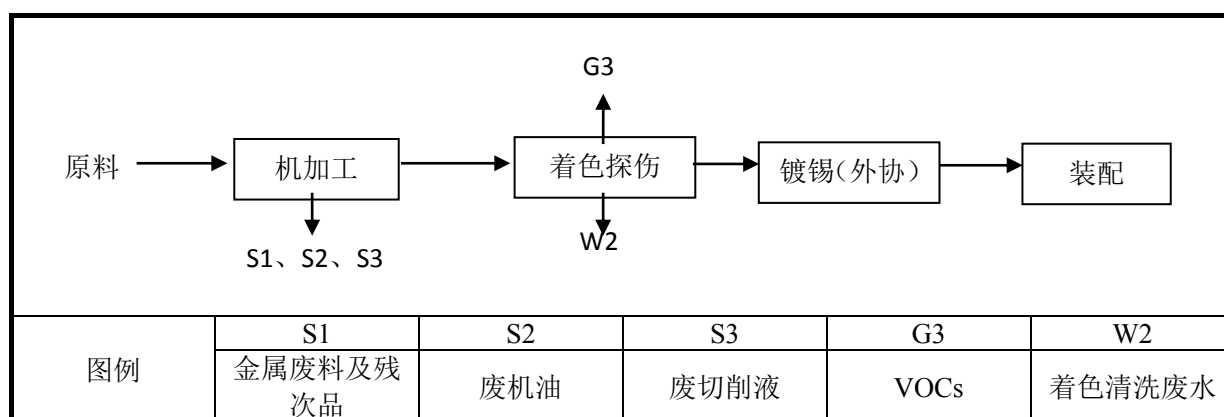 G3
原料
机加工
着色探伤
镀锡（外协）
装配
S1、S2、S3
W2
图例
S1
S2
S3
G3
W2
金属废料及残
次品
废机油
废切削液
VOCs
着色清洗废水